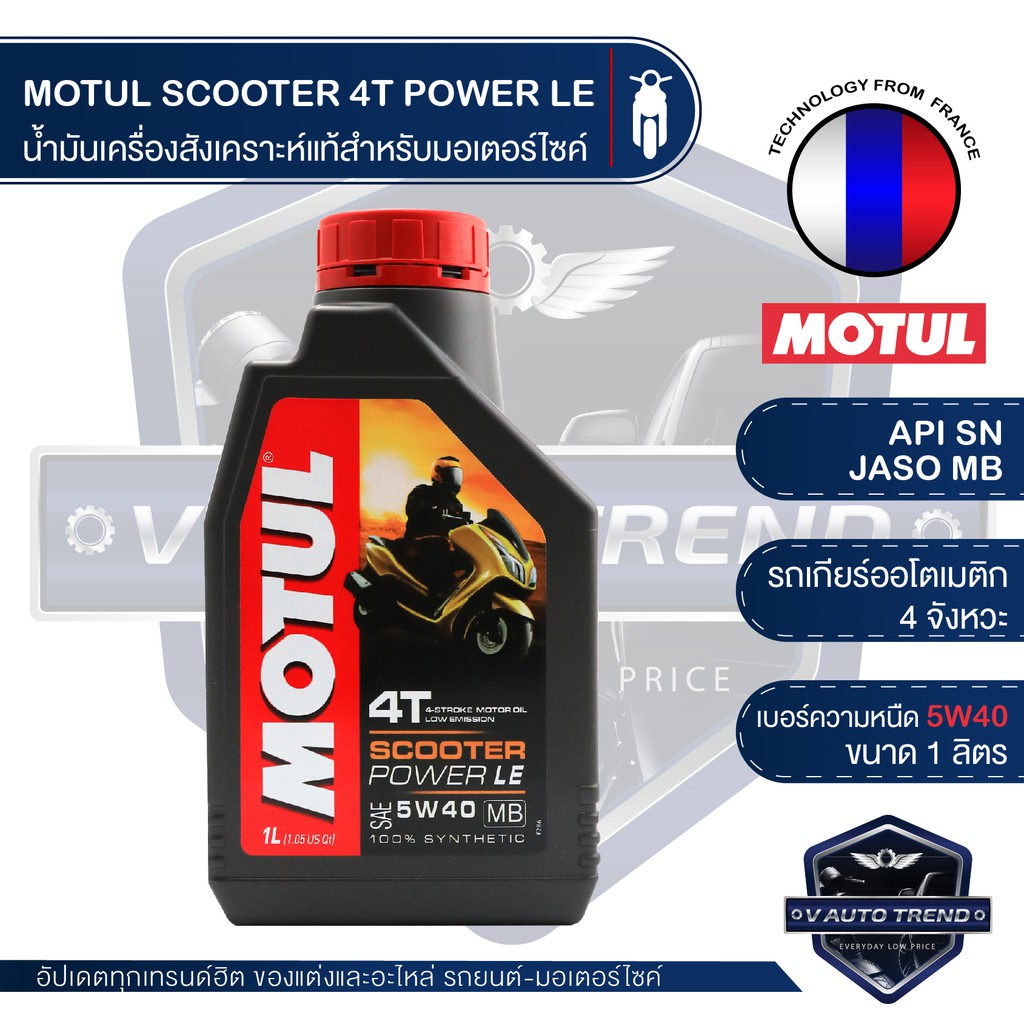 MOTUL SCOOTER 4T POWER LE
น้ำมันเครื่องสังเคราะห์แท้สำหรับมอเตอร์ไซค์
TECHNOLOGY FROM FRANCE
MOTUL
API SN
JASO MB
รถเกียร์ออโตเมติก
4 จังหวะ
เบอร์ความหนืด 5W40
ขนาด 1 ลิตร
MOTUL®
4T 4-STROKE MOTOR OIL
LOW EMISSION
SCOOTER
POWER LE
SAE 5W40 MB
100% SYNTHETIC
1L (1.05 US Qt)
V TREND
PRICE
V AUTO TREND
EVERYDAY LOW PRICE
อัปเดตทุกเทรนด์ฮิต ของแต่งและอะไหล่ รถยนต์-มอเตอร์ไซค์